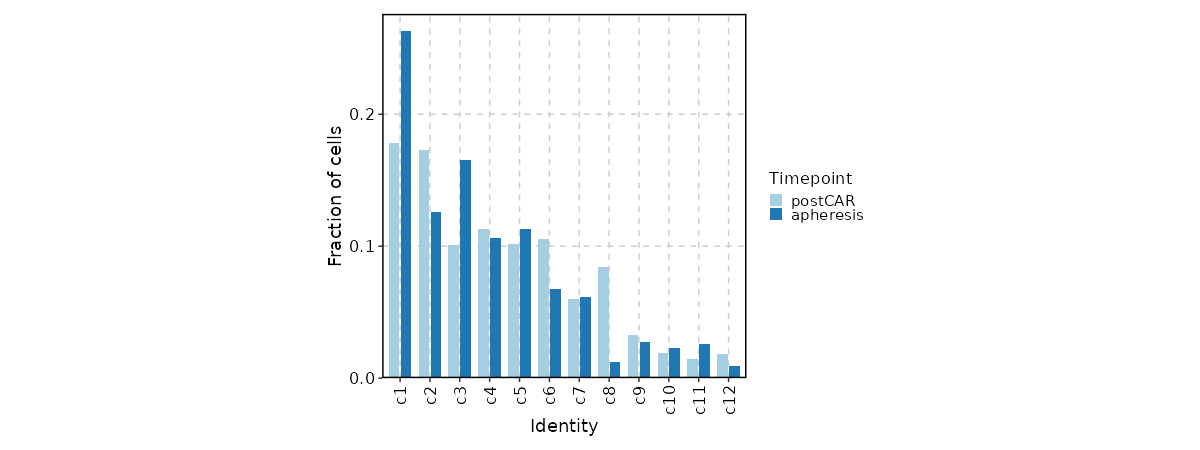 Fraction of cells
0.2
0.1
0.0
c1 c2 c3 c4 c5 c6 c7 c8 c9 c10 c11 c12
Identity
Timepoint
postCAR
apheresis